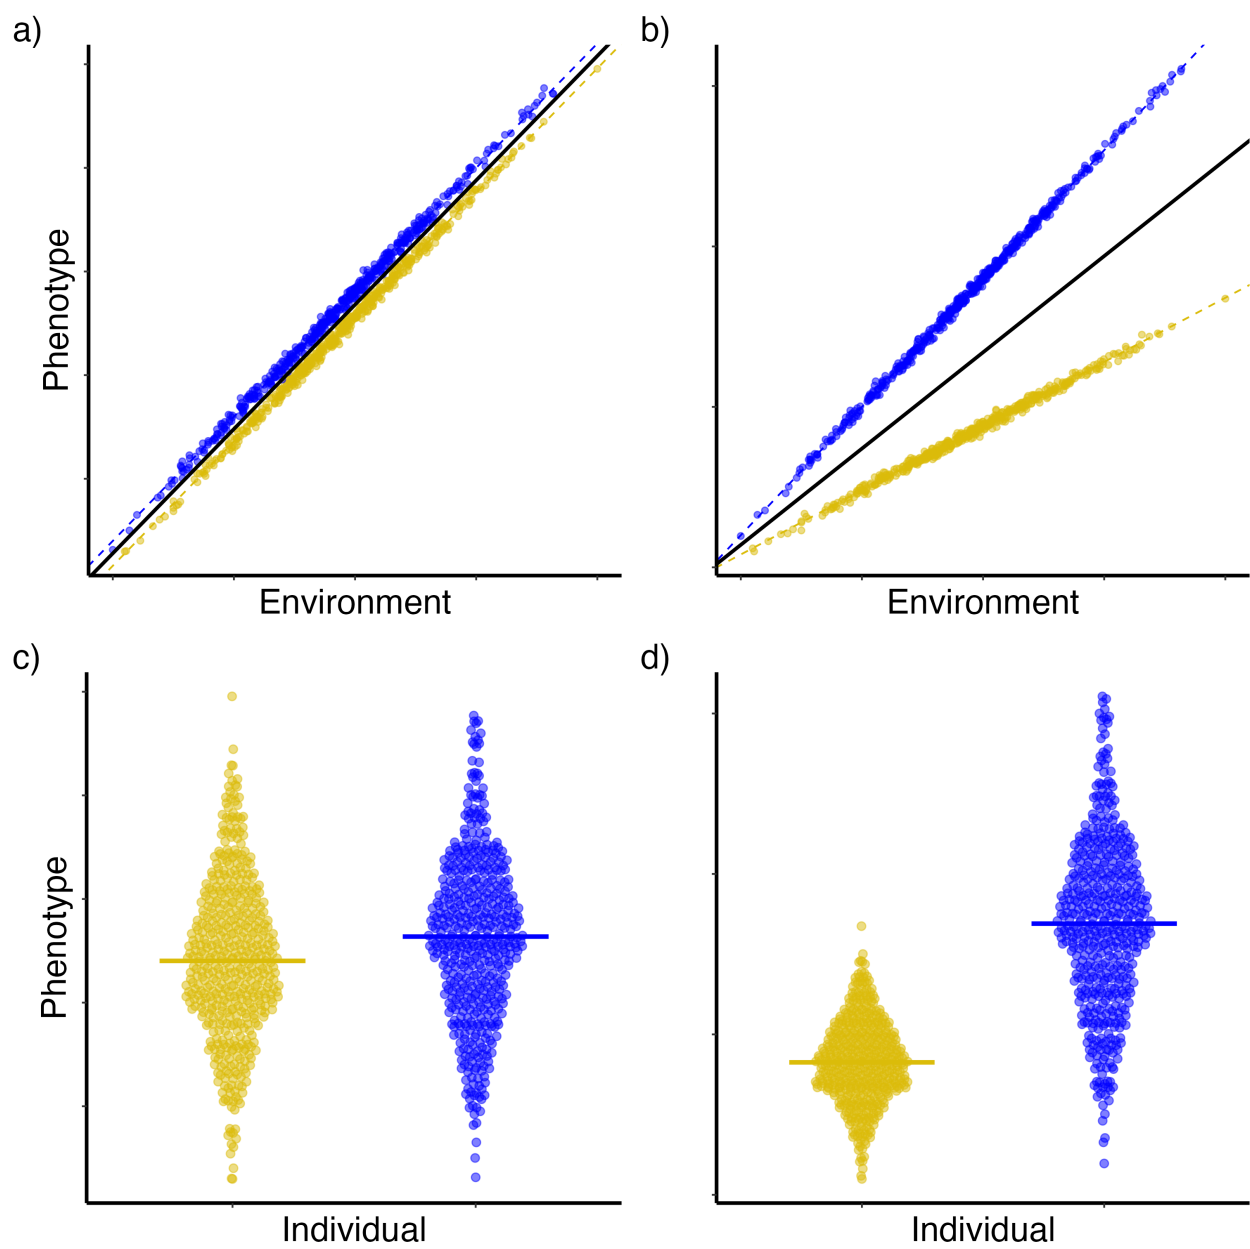 a)
b)
Phenotype
Environment
Environment
c)
d)
Phenotype
Individual
Individual